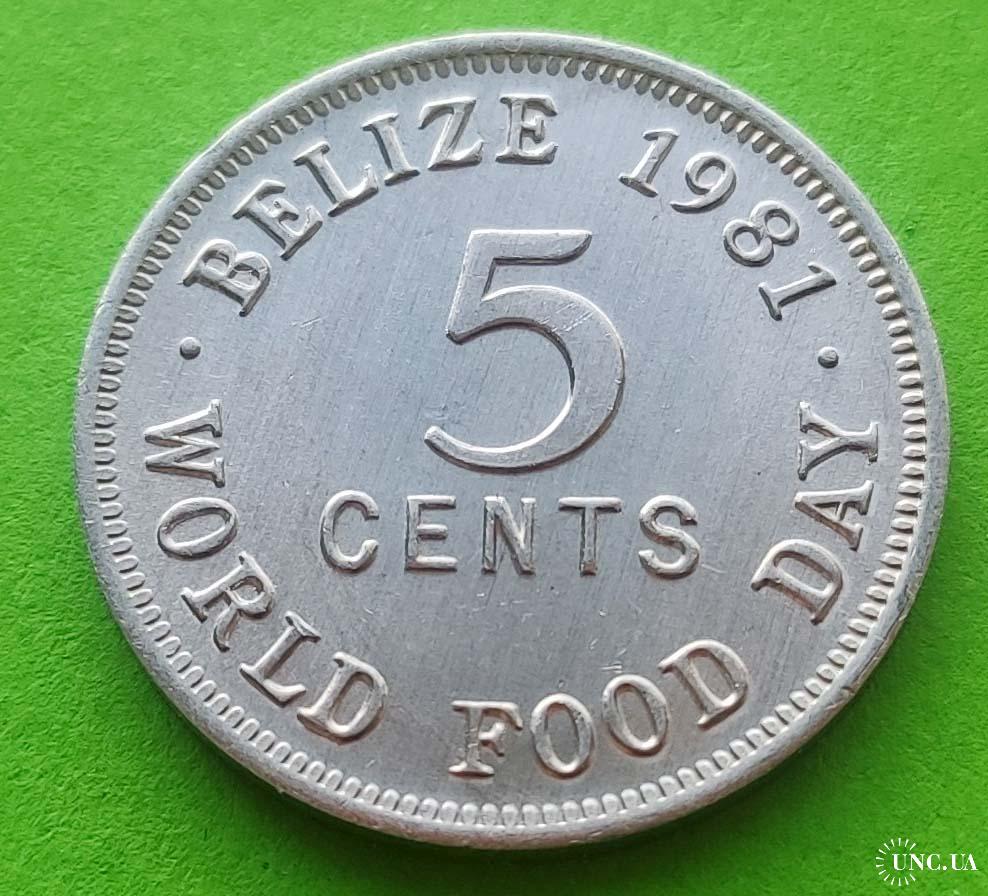 BELIZE 1981
5
CENTS
· WORLD FOOD DAY ·
UNC.UA